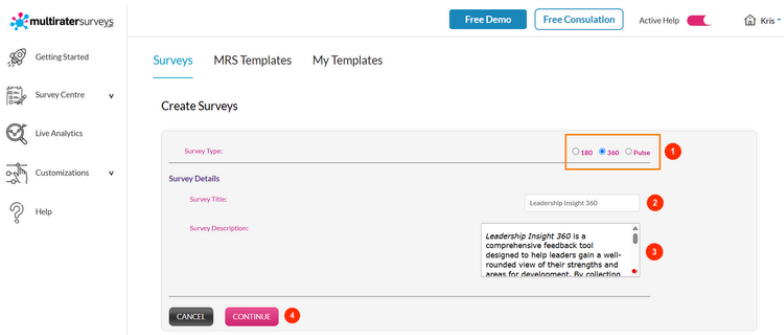 multiratersurveys
Free Demo
Free Consulation
Active Help
Kris
Getting Started
Survey Centre
Live Analytics
Customizations
Help
Surveys MRS Templates My Templates
Create Surveys
Survey Type:
180 360 Pulse
1
Survey Details
Survey Title:
Leadership Insight 360
2
Survey Description:
Leadership Insight 360 is a
comprehensive feedback tool
designed to help leaders gain a well-
rounded view of their strengths and
areas for development. By collecting
3
CANCEL CONTINUE
4